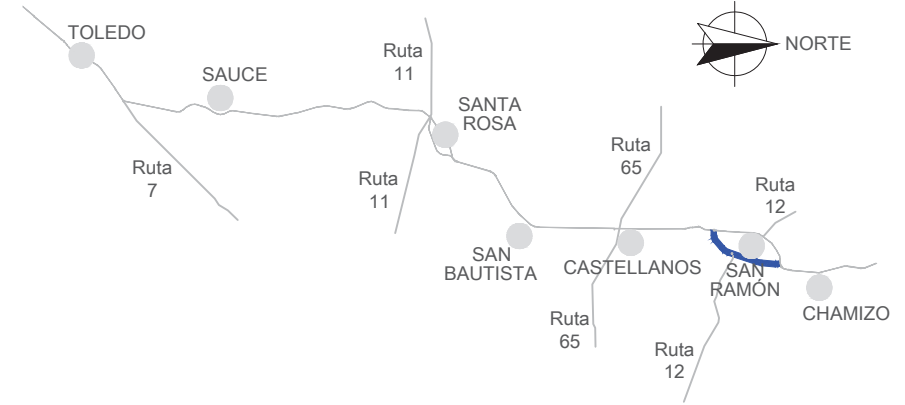 TOLEDO
SAUCE
Ruta
11
NORTE
SANTA
ROSA
Ruta
65
Ruta
7
Ruta
11
Ruta
12
SAN
BAUTISTA
CASTELLANOS
SAN
RAMÓN
CHAMIZO
Ruta
65
Ruta
12